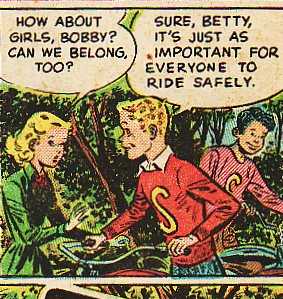 HOW ABOUT
GIRLS, BOBBY?
CAN WE BELONG,
TOO?
SURE, BETTY,
IT'S JUST AS
IMPORTANT FOR
EVERYONE TO
RIDE SAFELY.
S
S